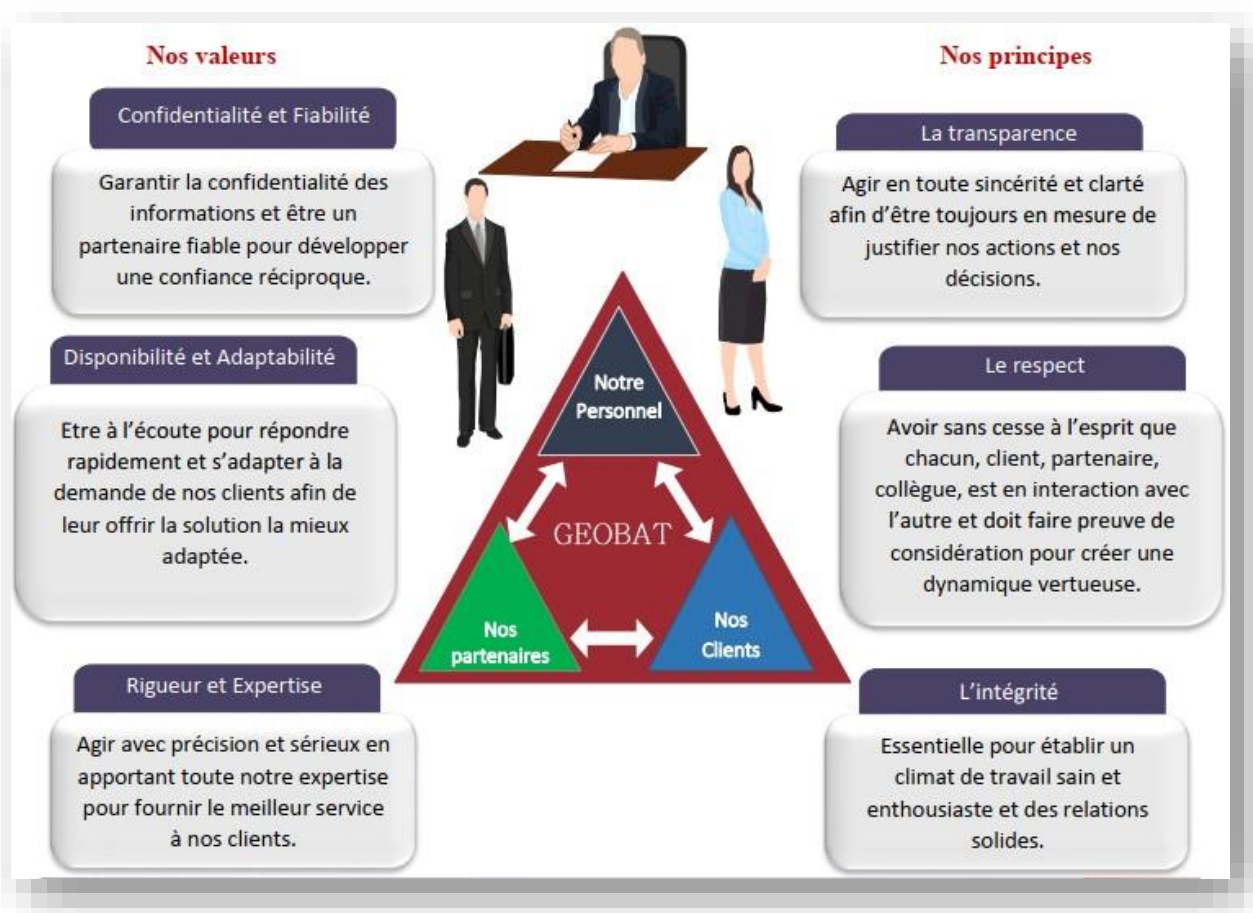 Nos valeurs
Confidentialité et Fiabilité
Garantir la confidentialité des
informations et être un
partenaire fiable pour développer
une confiance réciproque.
Disponibilité et Adaptabilité
Etre à l’écoute pour répondre
rapidement et s’adapter à la
demande de nos clients afin de
leur offrir la solution la mieux
adaptée.
Rigueur et Expertise
Agir avec précision et sérieux en
apportant toute notre expertise
pour fournir le meilleur service
à nos clients.
Notre
Personnel
GEOBAT
Nos
partenaires
Nos
Clients
Nos principes
La transparence
Agir en toute sincérité et clarté
afin d’être toujours en mesure de
justifier nos actions et nos
décisions.
Le respect
Avoir sans cesse à l’esprit que
chacun, client, partenaire,
collègue, est en interaction avec
l’autre et doit faire preuve de
considération pour créer une
dynamique vertueuse.
L’intégrité
Essentielle pour établir un
climat de travail sain et
enthousiaste et des relations
solides.